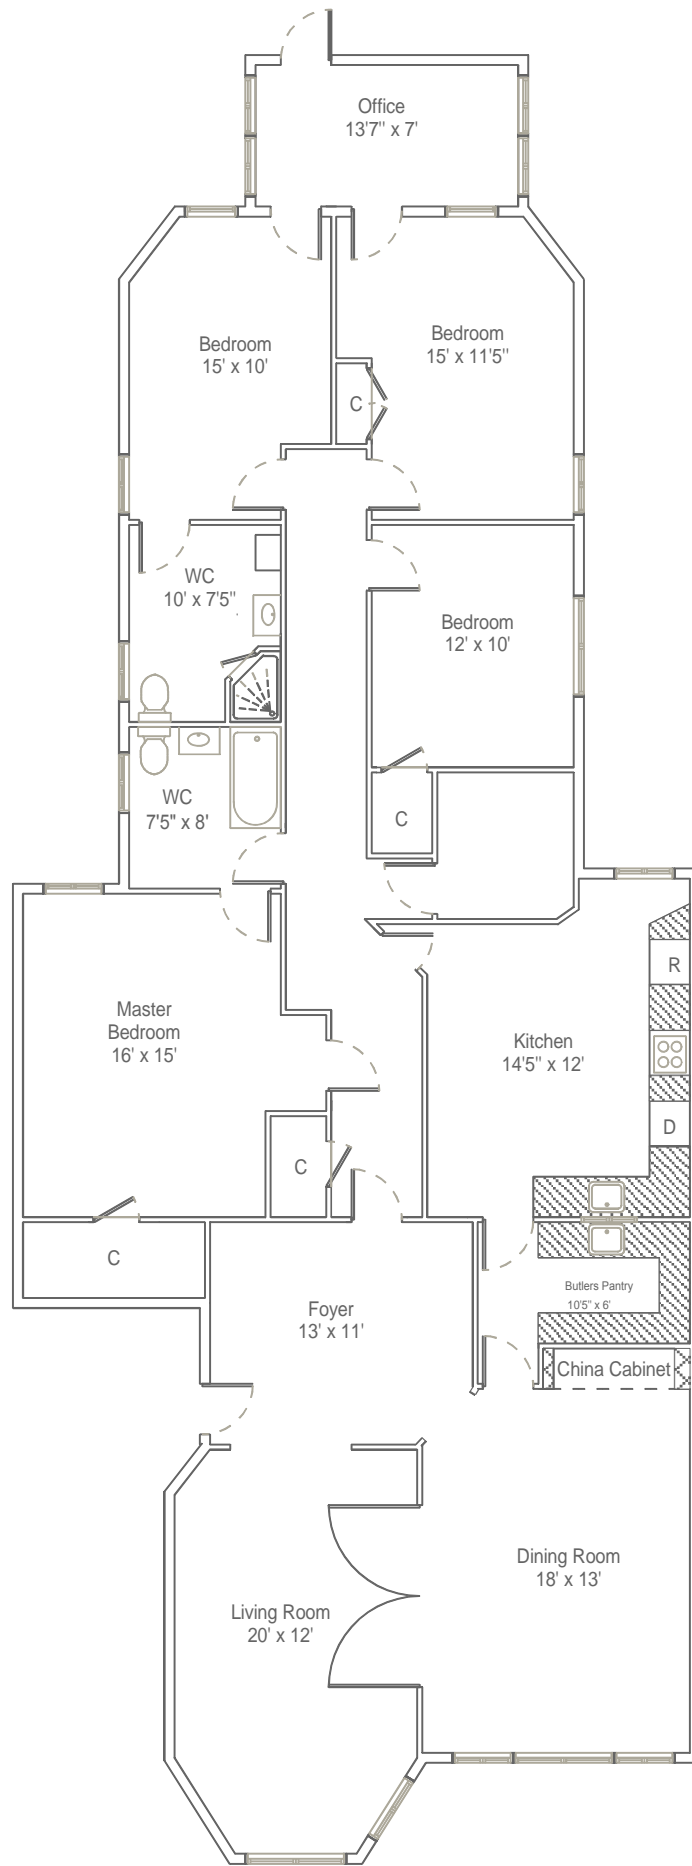 Office
13'7" x 7'
Bedroom
15' x 10'
Bedroom
15' x 11'5"
C
WC
10' x 7'5"
Bedroom
12' x 10'
WC
7'5" x 8'
C
R
Master
Bedroom
16' x 15'
Kitchen
14'5" x 12'
D
C
C
Butlers Pantry
10'5" x 6'
Foyer
13' x 11'
China Cabinet
Dining Room
18' x 13'
Living Room
20' x 12'